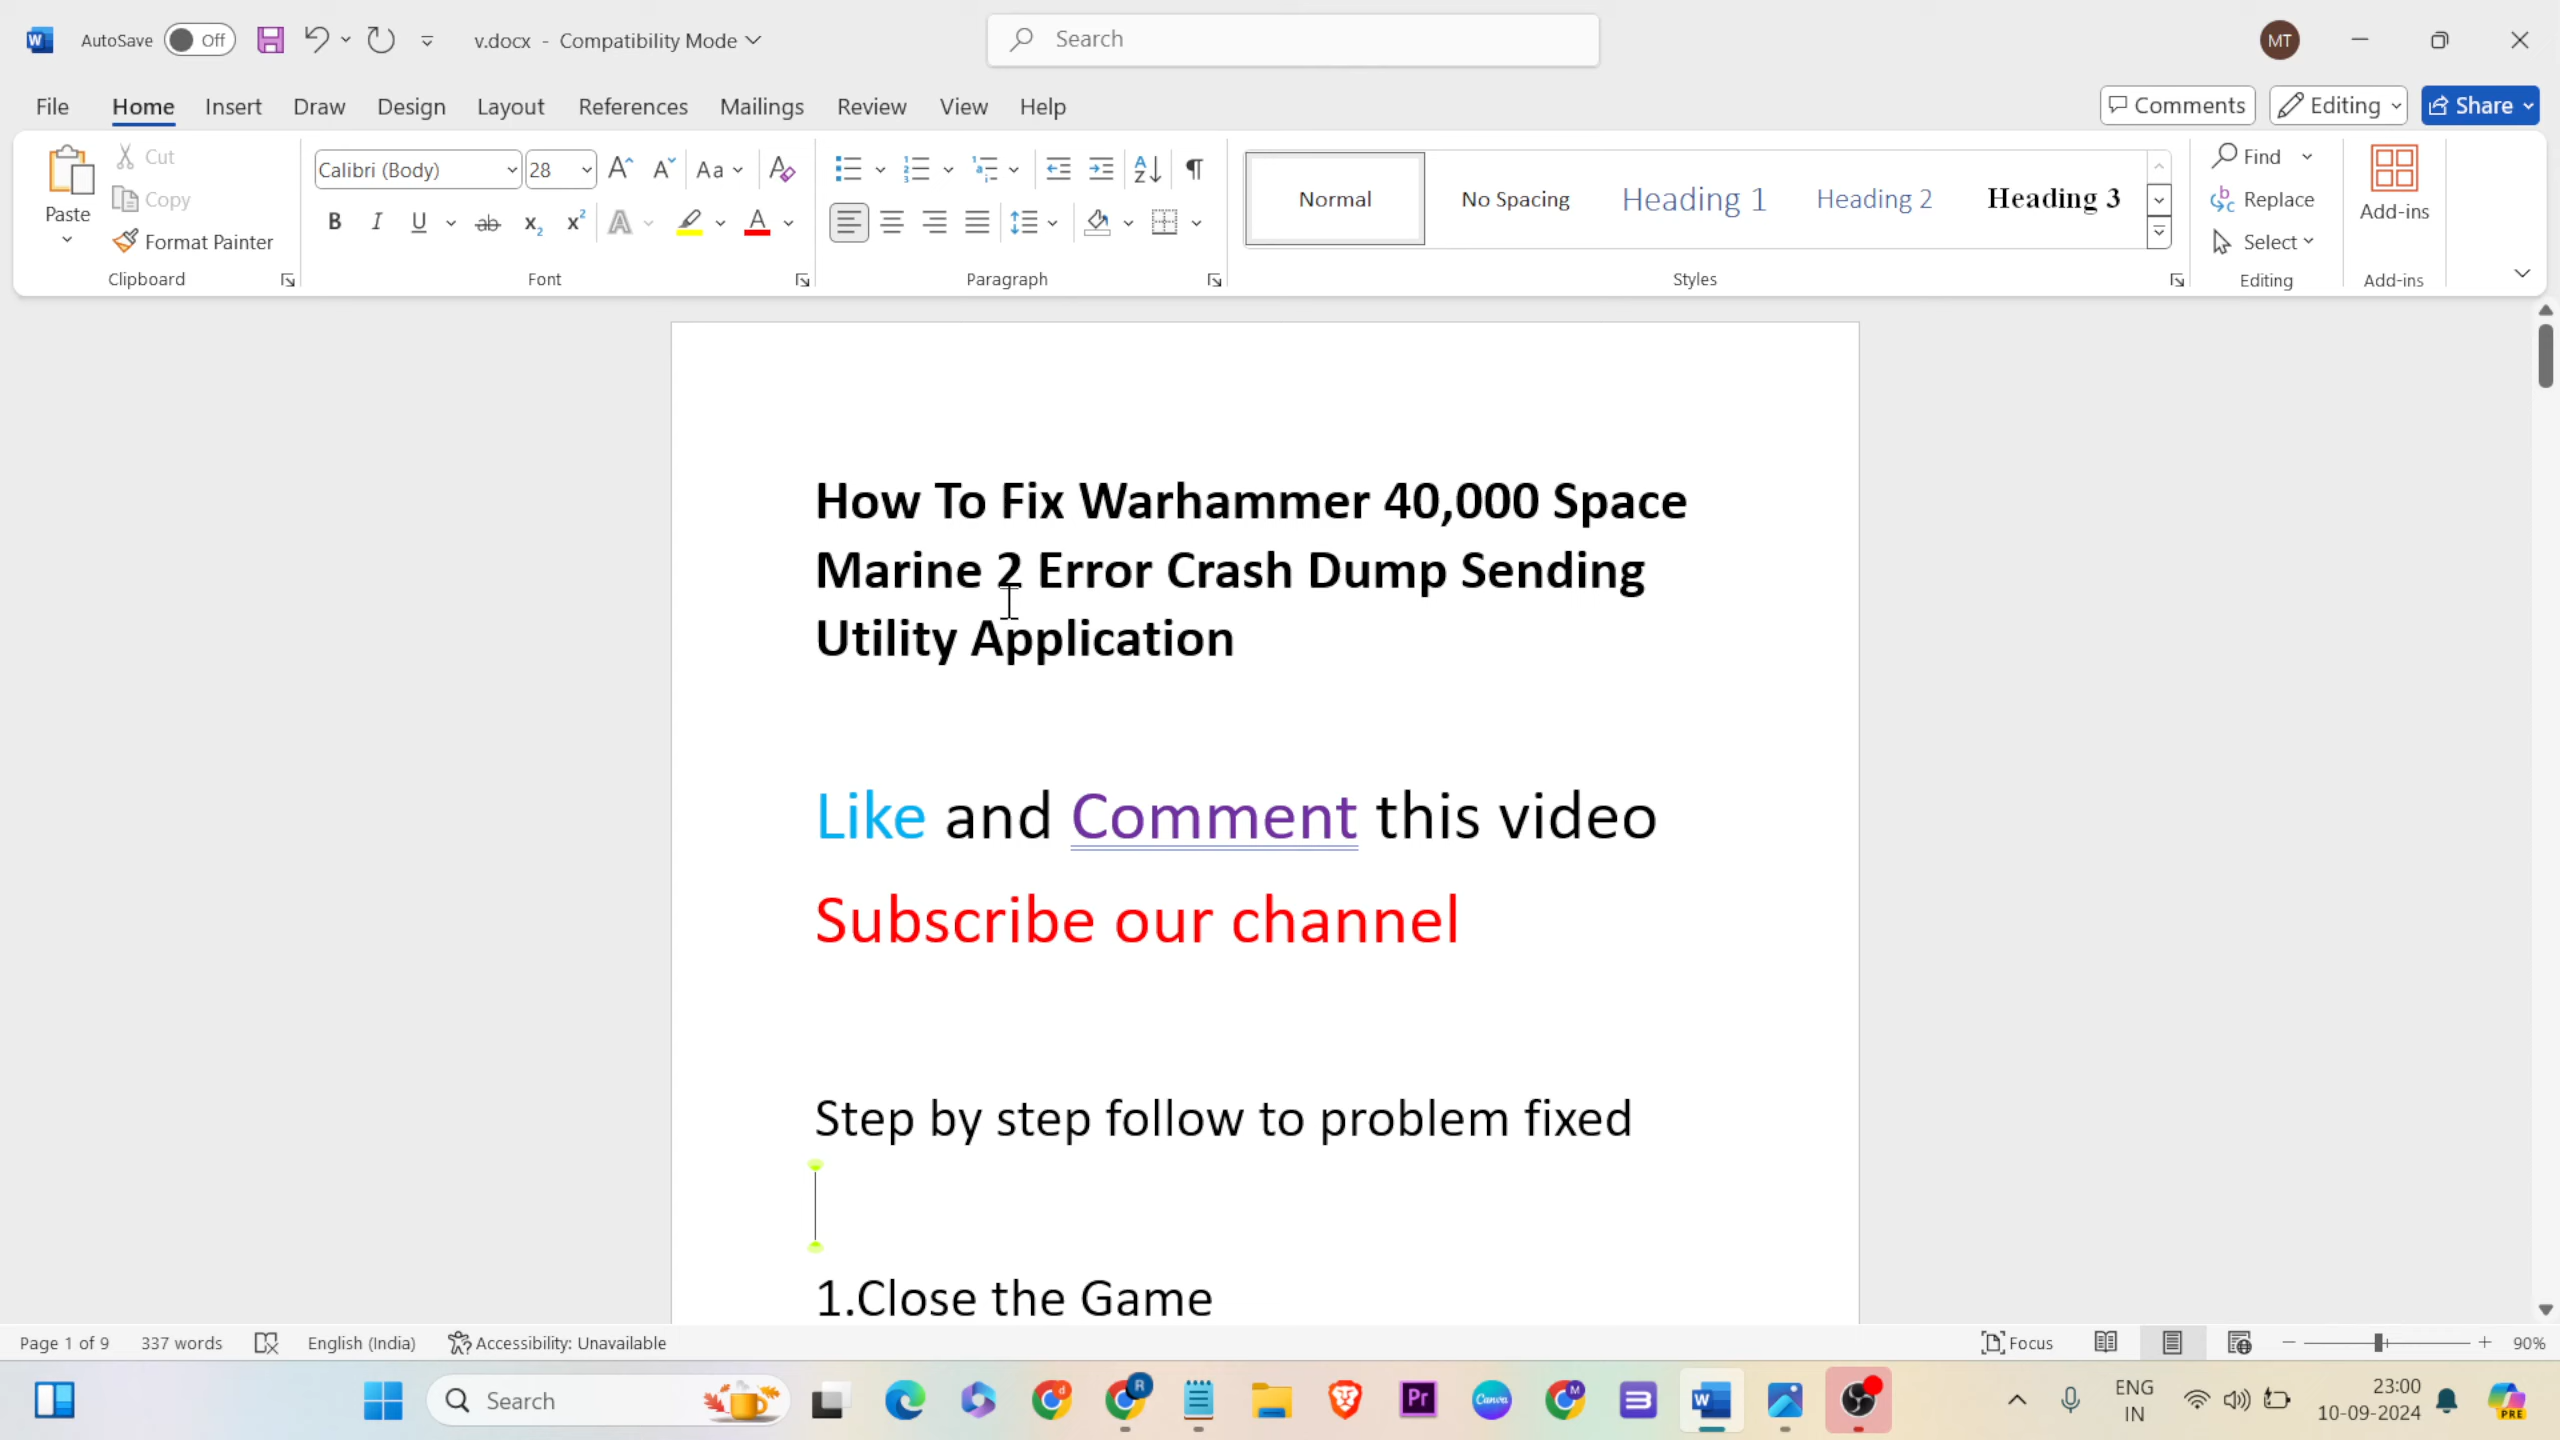 AutoSave Off v.docx - Compatibility Mode Search MT
File Home Insert Draw Design Layout References Mailings Review View Help Comments Editing Share
Paste Cut Copy Format Painter
Calibri (Body) 28
Normal No Spacing Heading 1 Heading 2 Heading 3
Find Replace Select Add-ins
Clipboard Font Paragraph Styles Editing Add-ins
How To Fix Warhammer 40,000 Space
Marine 2 Error Crash Dump Sending
Utility Application
Like and Comment this video
Subscribe our channel
Step by step follow to problem fixed
1.Close the Game
Page 1 of 9 337 words English (India) Accessibility: Unavailable Focus 90%
Search ENG IN 23:00 10-09-2024